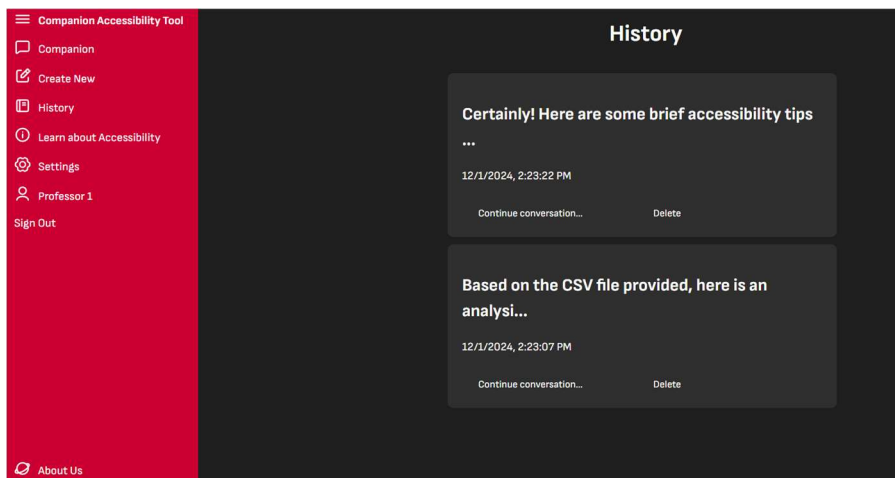 Companion Accessibility Tool
Companion
Create New
History
Learn about Accessibility
Settings
Professor 1
Sign Out
About Us
History
Certainly! Here are some brief accessibility tips
...
12/1/2024, 2:23:22 PM
Continue conversation... Delete
Based on the CSV file provided, here is an
analysi...
12/1/2024, 2:23:07 PM
Continue conversation... Delete